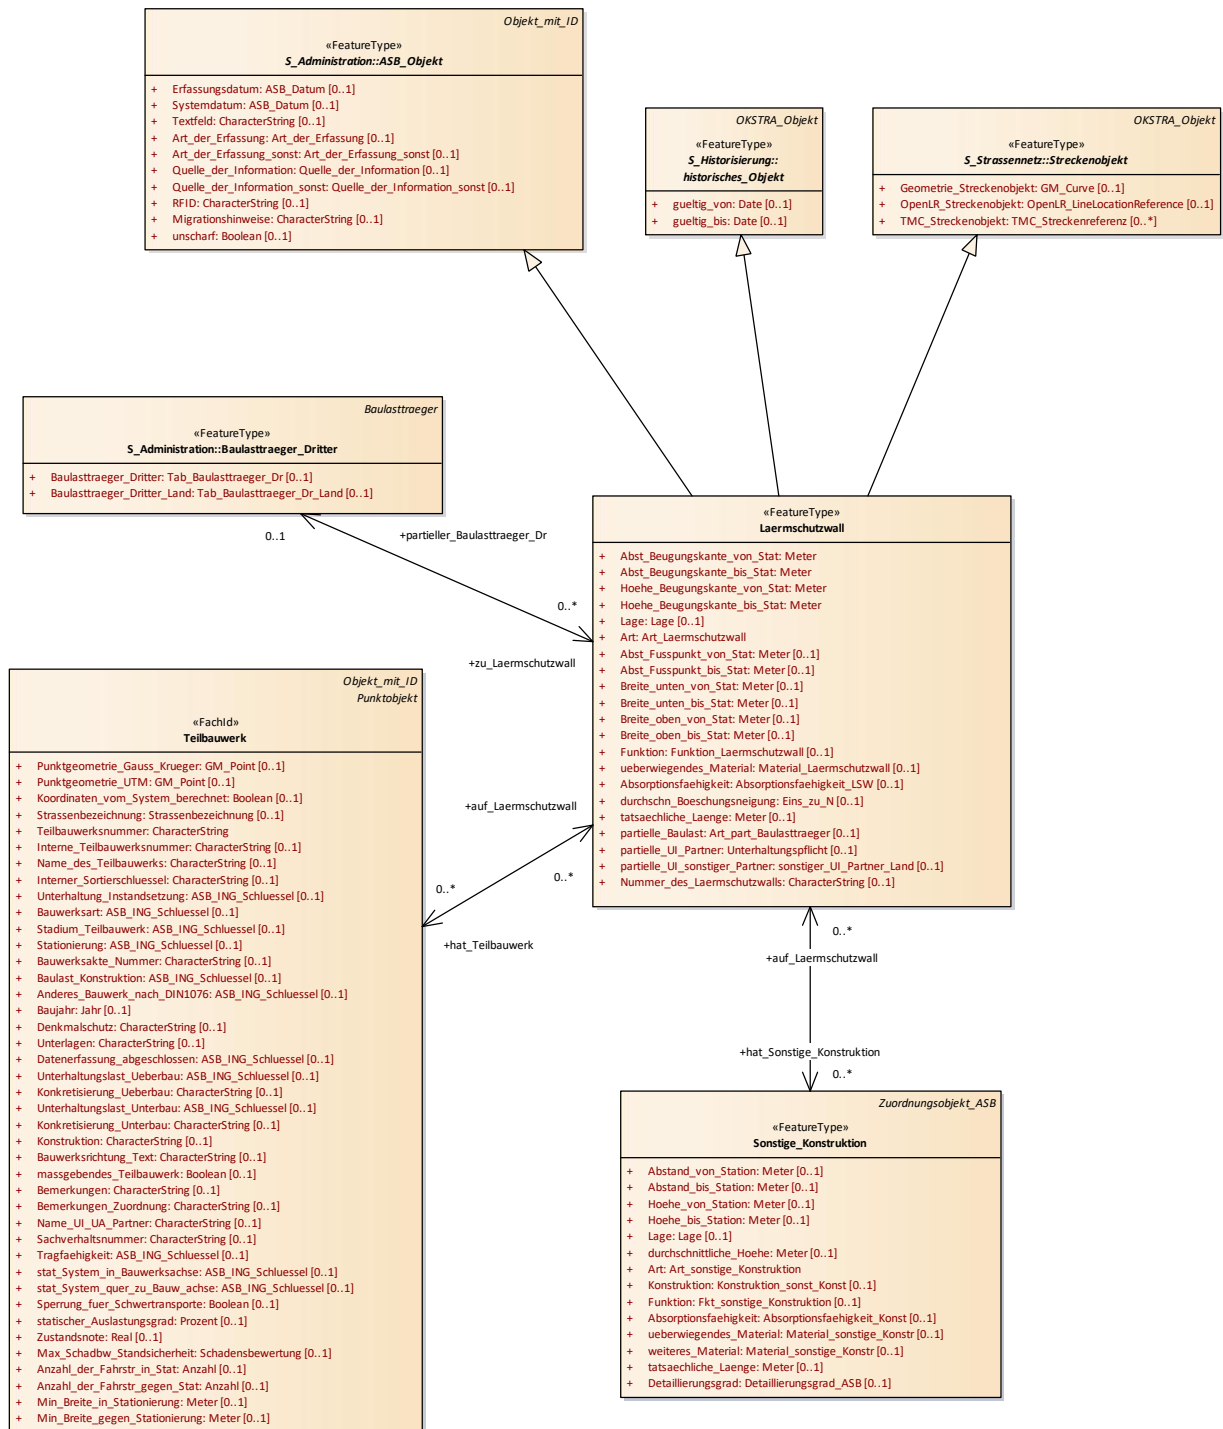 Objekt_mit_ID
«FeatureType»
S_Administration::ASB_Objekt
+ Erfassungsdatum: ASB_Datum [0..1]
+ Systemdatum: ASB_Datum [0..1]
+ Textfeld: CharacterString [0..1]
+ Art_der_Erfassung: Art_der_Erfassung [0..1]
+ Art_der_Erfassung_sonst: Art_der_Erfassung_sonst [0..1]
+ Quelle_der_Information: Quelle_der_Information [0..1]
+ Quelle_der_Information_sonst: Quelle_der_Information_sonst [0..1]
+ RFID: CharacterString [0..1]
+ Migrationshinweise: CharacterString [0..1]
+ unscharf: Boolean [0..1]
OKSTRA_Objekt
«FeatureType»
S_Historisierung::
historisches_Objekt
+ gueltig_von: Date [0..1]
+ gueltig_bis: Date [0..1]
OKSTRA_Objekt
«FeatureType»
S_Strassennetz::Streckenobjekt
+ Geometrie_Streckenobjekt: GM_Curve [0..1]
+ OpenLR_Streckenobjekt: OpenLR_LineLocationReference [0..1]
+ TMC_Streckenobjekt: TMC_Streckenreferenz [0..*]
Baulasttraeger
«FeatureType»
S_Administration::Baulasttraeger_Dritter
+ Baulasttraeger_Dritter: Tab_Baulasttraeger_Dr [0..1]
+ Baulasttraeger_Dritter_Land: Tab_Baulasttraeger_Dr_Land [0..1]
0..1
+partieller_Baulasttraeger_Dr
0..*
+zu_Laermschutzwall
«FeatureType»
Laermschutzwall
+ Abst_Beugungskante_von_Stat: Meter
+ Abst_Beugungskante_bis_Stat: Meter
+ Hoehe_Beugungskante_von_Stat: Meter
+ Hoehe_Beugungskante_bis_Stat: Meter
+ Lage: Lage [0..1]
+ Art: Art_Laermschutzwall
+ Abst_Fusspunkt_von_Stat: Meter [0..1]
+ Abst_Fusspunkt_bis_Stat: Meter [0..1]
+ Breite_unten_von_Stat: Meter [0..1]
+ Breite_unten_bis_Stat: Meter [0..1]
+ Breite_oben_von_Stat: Meter [0..1]
+ Breite_oben_bis_Stat: Meter [0..1]
+ Funktion: Funktion_Laermschutzwall [0..1]
+ ueberwiegendes_Material: Material_Laermschutzwall [0..1]
+ Absorptionsfaehigkeit: Absorptionsfaehigkeit_LSW [0..1]
+ durchschn_Boeschungsneigung: Eins_zu_N [0..1]
+ tatsaechliche_Laenge: Meter [0..1]
+ partielle_Baulast: Art_part_Baulasttraeger [0..1]
+ partielle_UI_Partner: Unterhaltungspflicht [0..1]
+ partielle_UI_sonstiger_Partner: sonstiger_UI_Partner_Land [0..1]
+ Nummer_des_Laermschutzwalls: CharacterString [0..1]
Objekt_mit_ID
Punktobjekt
«FachId»
Teilbauwerk
+ Punktgeometrie_Gauss_Krueger: GM_Point [0..1]
+ Punktgeometrie_UTM: GM_Point [0..1]
+ Koordinaten_vom_System_berechnet: Boolean [0..1]
+ Strassenbezeichnung: Strassenbezeichnung [0..1]
+ Teilbauwerksnummer: CharacterString
+ Interne_Teilbauwerksnummer: CharacterString [0..1]
+ Name_des_Teilbauwerks: CharacterString [0..1]
+ Interner_Sortierschluessel: CharacterString [0..1]
+ Unterhaltung_Instandsetzung: ASB_ING_Schluessel [0..1]
+ Bauwerksart: ASB_ING_Schluessel [0..1]
+ Stadium_Teilbauwerk: ASB_ING_Schluessel [0..1]
+ Stationierung: ASB_ING_Schluessel [0..1]
+ Bauwerksakte_Nummer: CharacterString [0..1]
+ Baulast_Konstruktion: ASB_ING_Schluessel [0..1]
+ Anderes_Bauwerk_nach_DIN1076: ASB_ING_Schluessel [0..1]
+ Baujahr: Jahr [0..1]
+ Denkmalschutz: CharacterString [0..1]
+ Unterlagen: CharacterString [0..1]
+ Datenerfassung_abgeschlossen: ASB_ING_Schluessel [0..1]
+ Unterhaltungslast_Ueberbau: ASB_ING_Schluessel [0..1]
+ Konkretisierung_Ueberbau: CharacterString [0..1]
+ Unterhaltungslast_Unterbau: ASB_ING_Schluessel [0..1]
+ Konkretisierung_Unterbau: CharacterString [0..1]
+ Konstruktion: CharacterString [0..1]
+ Bauwerksrichtung_Text: CharacterString [0..1]
+ massgebendes_Teilbauwerk: Boolean [0..1]
+ Bemerkungen: CharacterString [0..1]
+ Bemerkungen_Zuordnung: CharacterString [0..1]
+ Name_UI_UA_Partner: CharacterString [0..1]
+ Sachverhaltsnummer: CharacterString [0..1]
+ Tragfaehigkeit: ASB_ING_Schluessel [0..1]
+ stat_System_in_Bauwerksachse: ASB_ING_Schluessel [0..1]
+ stat_System_quer_zu_Bauw_achse: ASB_ING_Schluessel [0..1]
+ Sperrung_fuer_Schwertransporte: Boolean [0..1]
+ statischer_Auslastungsgrad: Prozent [0..1]
+ Zustandsnote: Real [0..1]
+ Max_Schadbw_Standsicherheit: Schadensbewertung [0..1]
+ Anzahl_der_Fahrstr_in_Stat: Anzahl [0..1]
+ Anzahl_der_Fahrstr_gegen_Stat: Anzahl [0..1]
+ Min_Breite_in_Stationierung: Meter [0..1]
+ Min_Breite_gegen_Stationierung: Meter [0..1]
+auf_Laermschutzwall
0..*
0..*
+hat_Teilbauwerk
0..*
+auf_Laermschutzwall
+hat_Sonstige_Konstruktion
0..*
Zuordnungsobjekt_ASB
«FeatureType»
Sonstige_Konstruktion
+ Abstand_von_Station: Meter [0..1]
+ Abstand_bis_Station: Meter [0..1]
+ Hoehe_von_Station: Meter [0..1]
+ Hoehe_bis_Station: Meter [0..1]
+ Lage: Lage [0..1]
+ durchschnittliche_Hoehe: Meter [0..1]
+ Art: Art_sonstige_Konstruktion
+ Konstruktion: Konstruktion_sonst_Konst [0..1]
+ Funktion: Fkt_sonstige_Konstruktion [0..1]
+ Absorptionsfaehigkeit: Absorptionsfaehigkeit_Konst [0..1]
+ ueberwiegendes_Material: Material_sonstige_Konstr [0..1]
+ weiteres_Material: Material_sonstige_Konstr [0..1]
+ tatsaechliche_Laenge: Meter [0..1]
+ Detaillierungsgrad: Detaillierungsgrad_ASB [0..1]